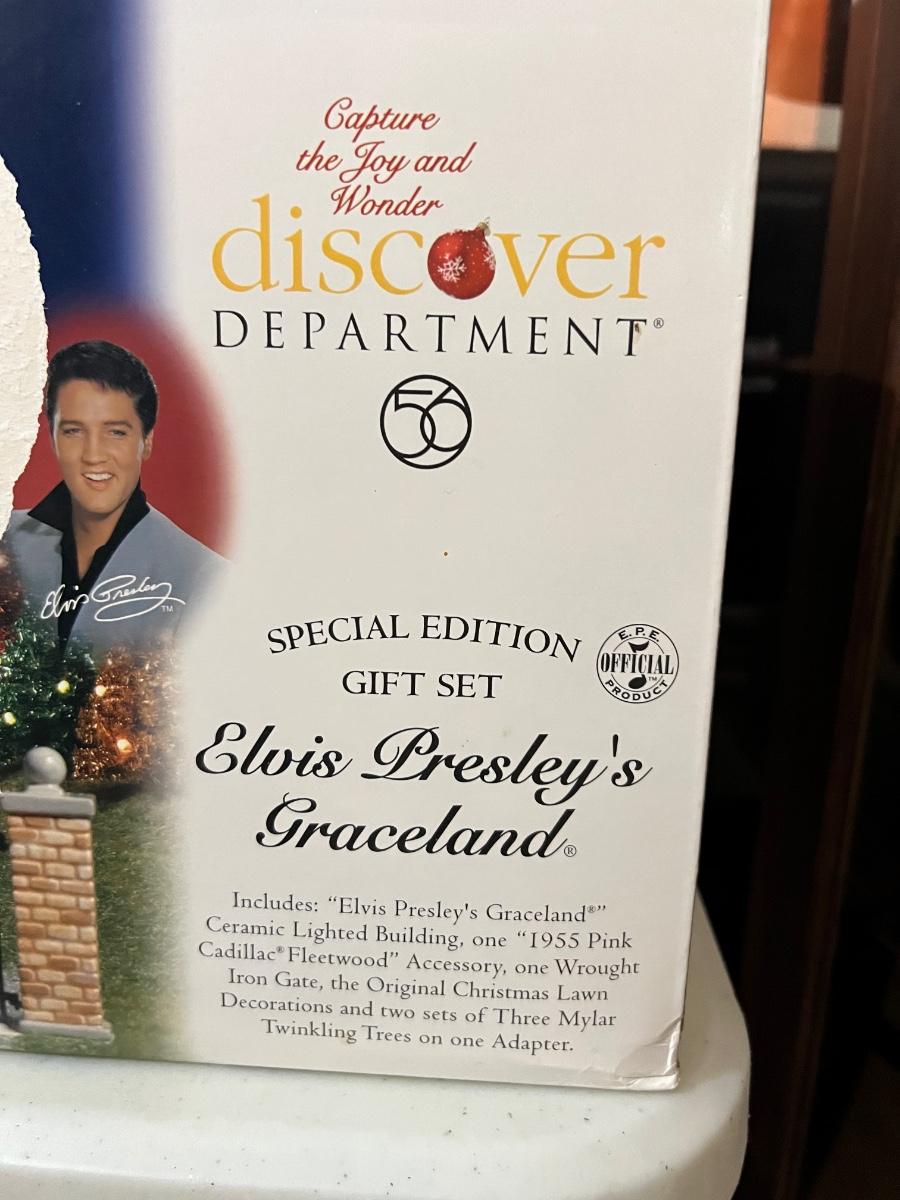 Capture
the Joy and
Wonder
discover
DEPARTMENT®
56
Elvis Presley™
SPECIAL EDITION
GIFT SET
E.P.E.
OFFICIAL™
PRODUCT
Elvis Presley's
Graceland®
Includes: “Elvis Presley's Graceland®”
Ceramic Lighted Building, one “1955 Pink
Cadillac® Fleetwood” Accessory, one Wrought
Iron Gate, the Original Christmas Lawn
Decorations and two sets of Three Mylar
Twinkling Trees on one Adapter.